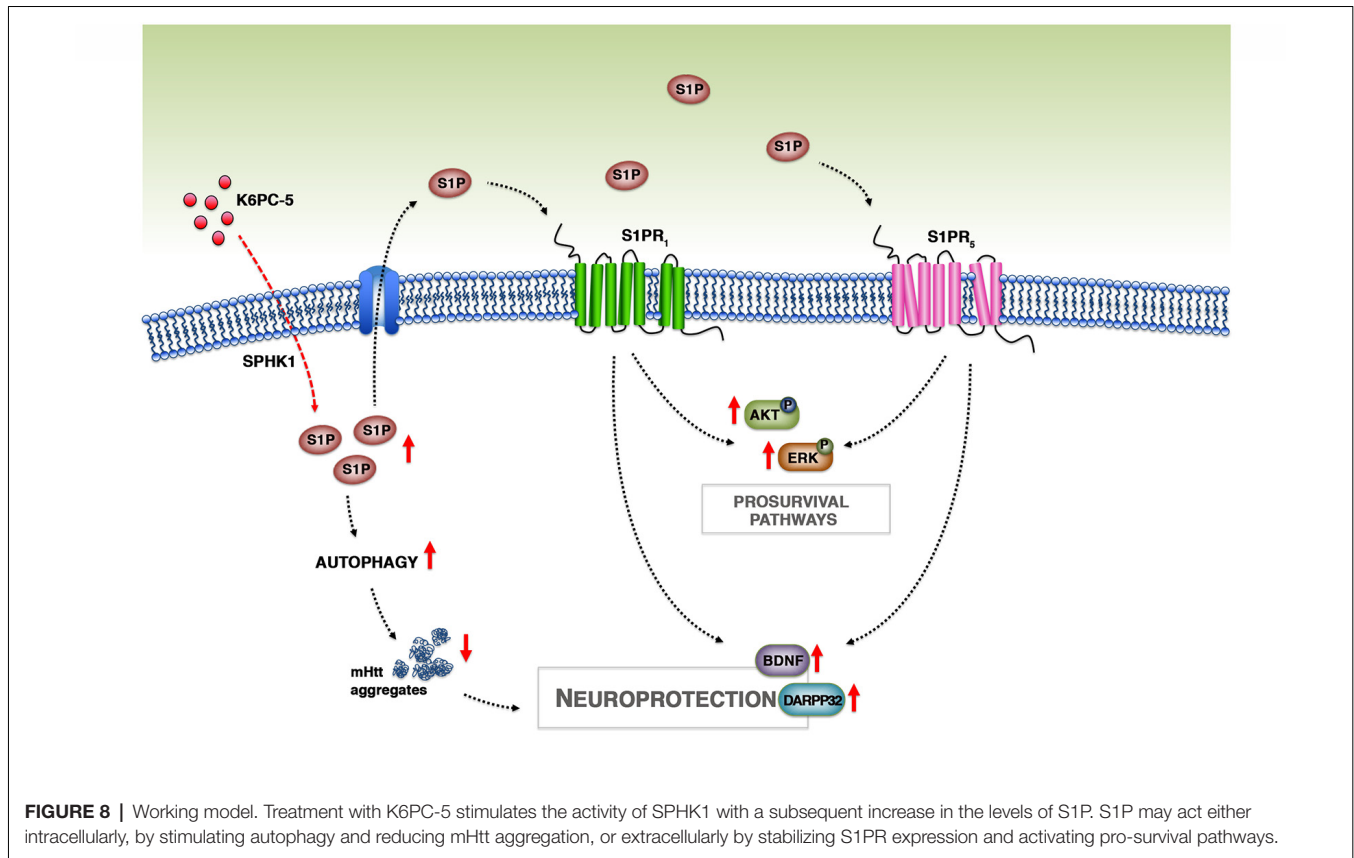 S1P
S1P
S1P
S1P
K6PC-5
S1PR1
S1PR5
SPHK1
S1P
S1P
S1P
P
AKT
P
ERK
PROSURVIVAL
PATHWAYS
AUTOPHAGY
mHtt
aggregates
BDNF
NEUROPROTECTION
DARPP32
FIGURE 8 | Working model. Treatment with K6PC-5 stimulates the activity of SPHK1 with a subsequent increase in the levels of S1P. S1P may act either
intracellularly, by stimulating autophagy and reducing mHtt aggregation, or extracellularly by stabilizing S1PR expression and activating pro-survival pathways.